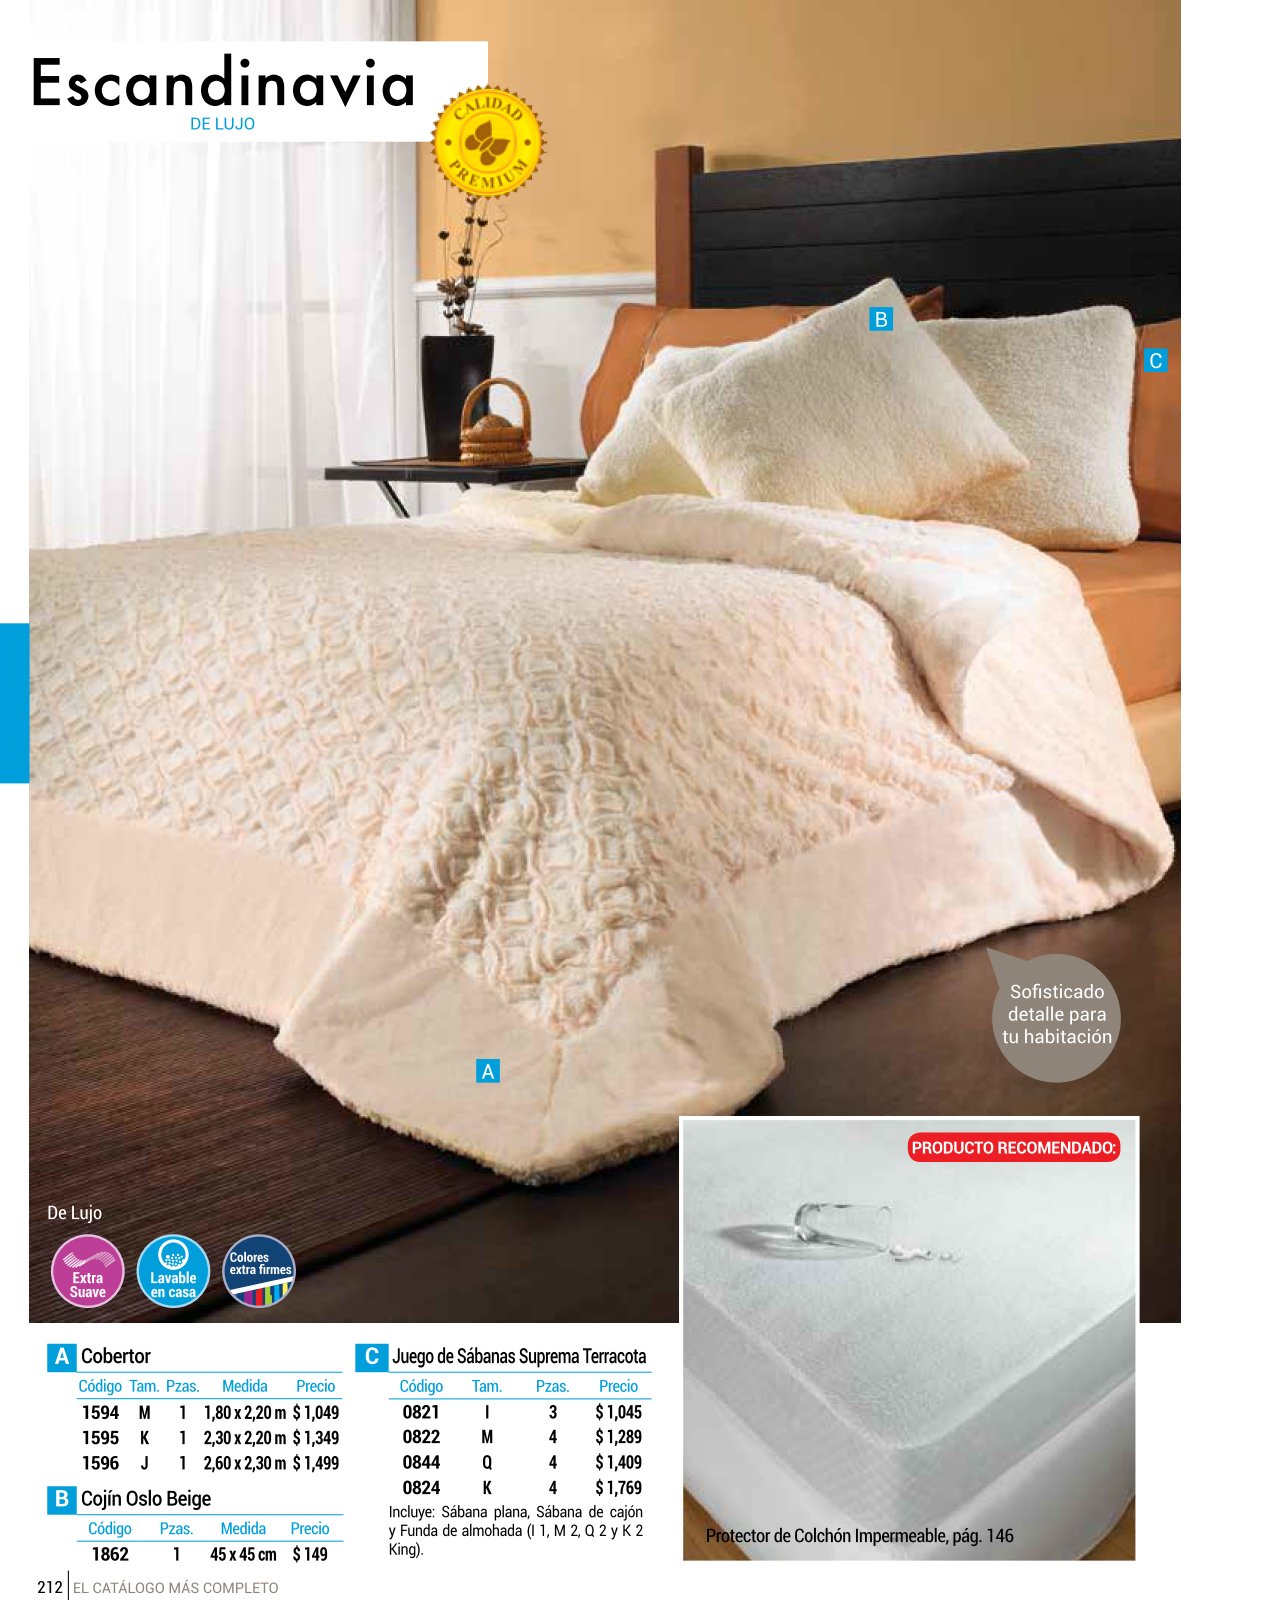 Escandinavia
DE LUJO
CALIDAD
PREMIUM
B
C
Sofisticado
detalle para
tu habitación
A
PRODUCTO RECOMENDADO:
De Lujo
Extra
Suave
Lavable
en casa
Colores
extra firmes
A Cobertor
Código Tam. Pzas. Medida Precio
1594 M 1 1,80 x 2,20 m $ 1,049
1595 K 1 2,30 x 2,20 m $ 1,349
1596 J 1 2,60 x 2,30 m $ 1,499
B Cojín Oslo Beige
Código Pzas. Medida Precio
1862 1 45 x 45 cm $ 149
C Juego de Sábanas Suprema Terracota
Código Tam. Pzas. Precio
0821 I 3 $ 1,045
0822 M 4 $ 1,289
0844 Q 4 $ 1,409
0824 K 4 $ 1,769
Incluye: Sábana plana, Sábana de cajón
y Funda de almohada (I 1, M 2, Q 2 y K 2
King).
Protector de Colchón Impermeable, pág. 146
212 EL CATÁLOGO MÁS COMPLETO